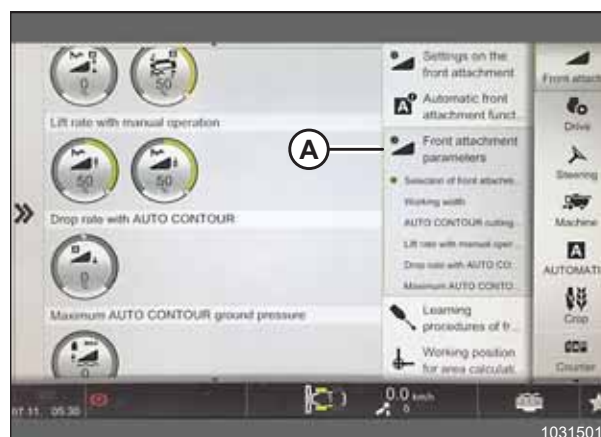 0
50
Lift rate with manual operation
50
50
Drop rate with AUTO CONTOUR
0
Maximum AUTO CONTOUR ground pressure
Settings on the
front attachment
Automatic front
attachment funct...
A
Front attachment
parameters
Selection of front attachm...
Working width
AUTO CONTOUR cutting...
Lift rate with manual oper...
Drop rate with AUTO CO...
Maximum AUTO CONTO...
Learning
procedures of fr...
Working position
for area calculati...
Front attach
Drive
Steering
Machine
AUTOMATI
Crop
Counter
07.11. 05:30
0.0 km/h
0
1031501